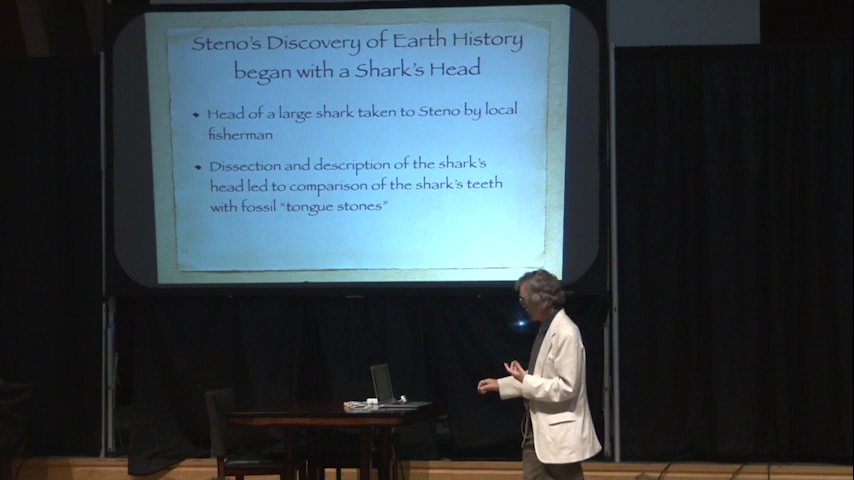 Steno's Discovery of Earth History
began with a Shark's Head
• Head of a large shark taken to Steno by local
fisherman
• Dissection and description of the shark's
head led to comparison of the shark's teeth
with fossil "tongue stones"